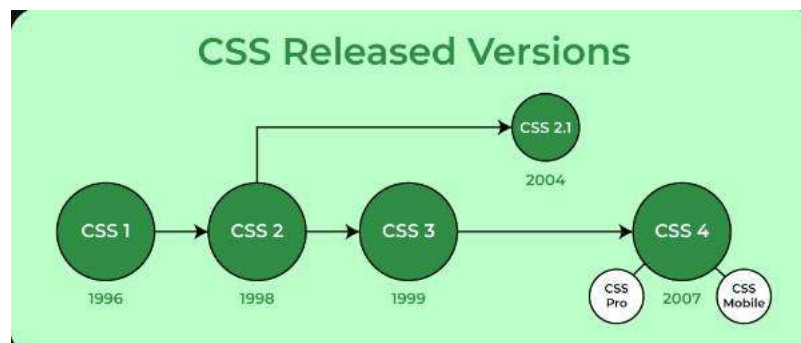 CSS Released Versions
CSS 2.1
2004
CSS 1
CSS 2
CSS 3
CSS 4
1996
1998
1999
CSS
Pro
2007
CSS
Mobile